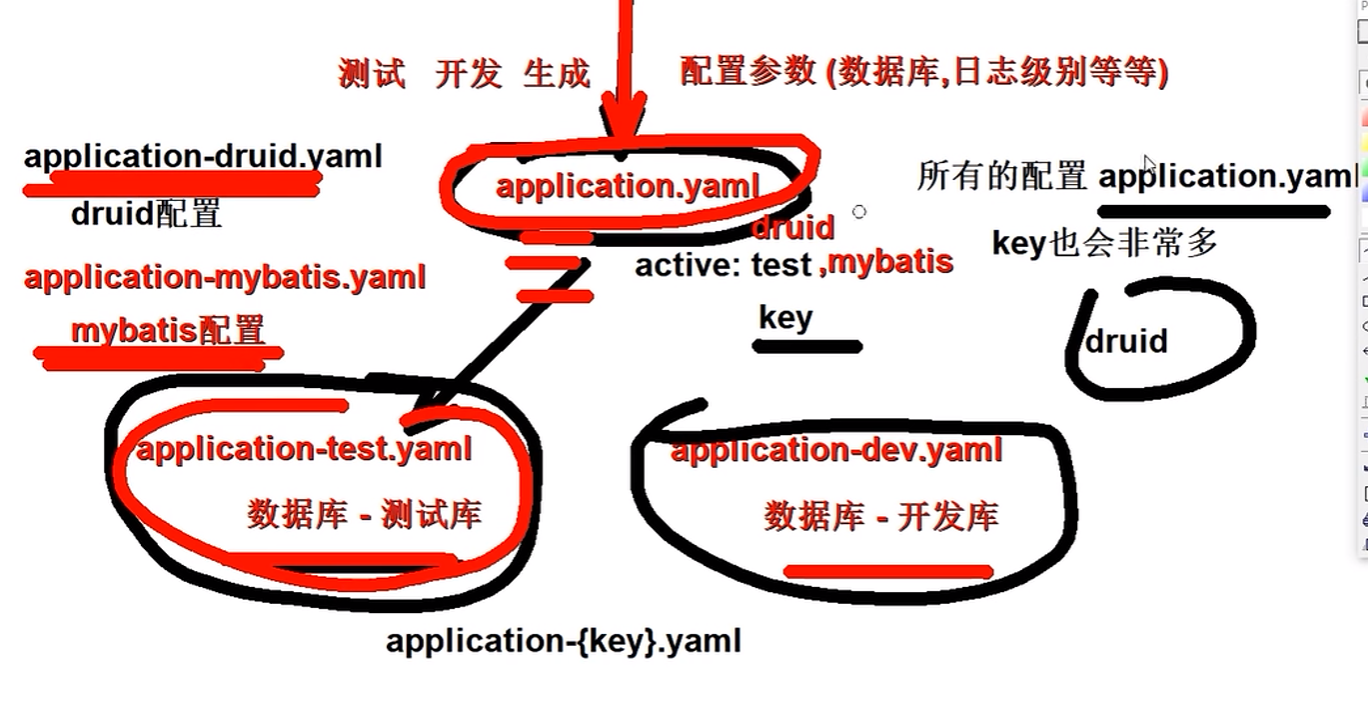 测试 开发 生成
配置参数 (数据库,日志级别等等)
application-druid.yaml
druid配置
application.yaml
所有的配置 application.yaml
key也会非常多
druid
active: test ,mybatis
application-mybatis.yaml
mybatis配置
key
druid
application-test.yaml
数据库 - 测试库
application-dev.yaml
数据库 - 开发库
application-{key}.yaml